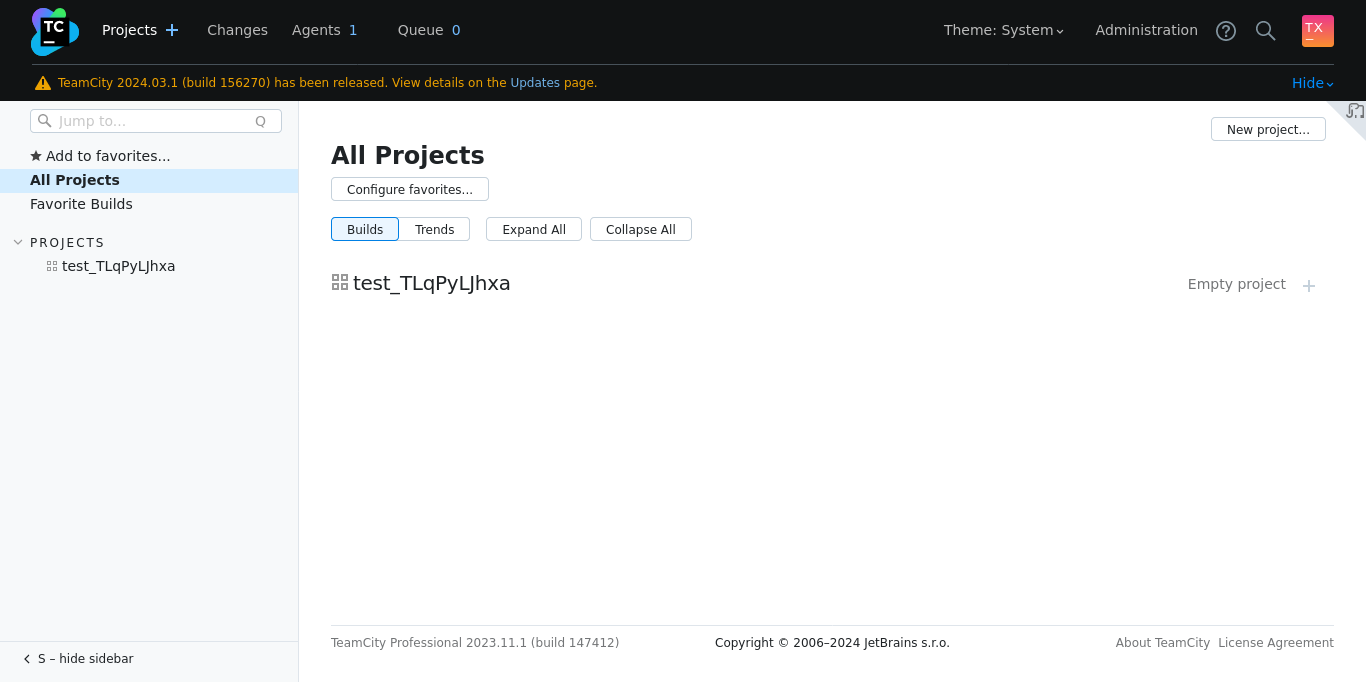 TC
Projects
Changes
Agents 1
Queue 0
Theme: System
Administration
TX
TeamCity 2024.03.1 (build 156270) has been released. View details on the Updates page.
Hide
Jump to...
Q
Add to favorites...
All Projects
Favorite Builds
PROJECTS
test_TLqPyLJhxa
S – hide sidebar
New project...
All Projects
Configure favorites...
Builds Trends Expand All Collapse All
test_TLqPyLJhxa
Empty project
TeamCity Professional 2023.11.1 (build 147412)
Copyright © 2006–2024 JetBrains s.r.o.
About TeamCity License Agreement